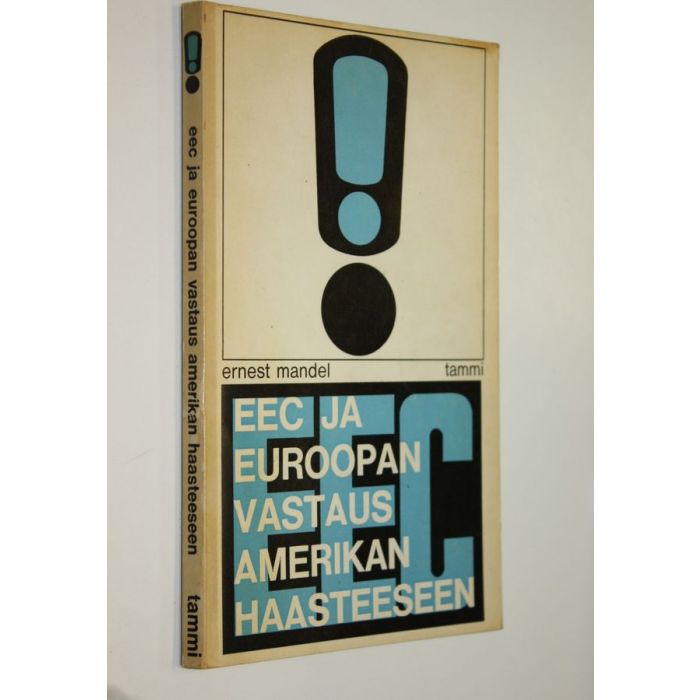 eec ja euroopan vastaus amerikan haasteeseen
tammi
ernest mandel
tammi
EEC
EEC JA
EUROOPAN
VASTAUS
AMERIKAN
HAASTEESEEN